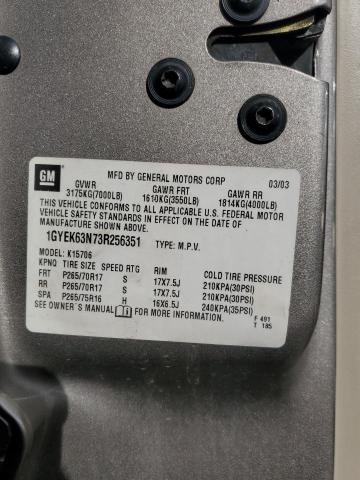 GM
MFD BY GENERAL MOTORS CORP 03/03
GVWR GAWR FRT GAWR RR
3175KG(7000LB) 1610KG(3550LB) 1814KG(4000LB)
THIS VEHICLE CONFORMS TO ALL APPLICABLE U.S. FEDERAL MOTOR
VEHICLE SAFETY STANDARDS IN EFFECT ON THE DATE OF
MANUFACTURE SHOWN ABOVE.
1GYEK63N73R256351 TYPE: M.P.V.
MODEL: K15706
KPNQ TIRE SIZE SPEED RTG RIM COLD TIRE PRESSURE
FRT P265/70R17 S 17X7.5J 210KPA(30PSI)
RR P265/70R17 S 17X7.5J 210KPA(30PSI)
SPA P265/75R16 H 16X6.5J 240KPA(35PSI)
SEE OWNER'S MANUAL FOR MORE INFORMATION.
F 491
T 185